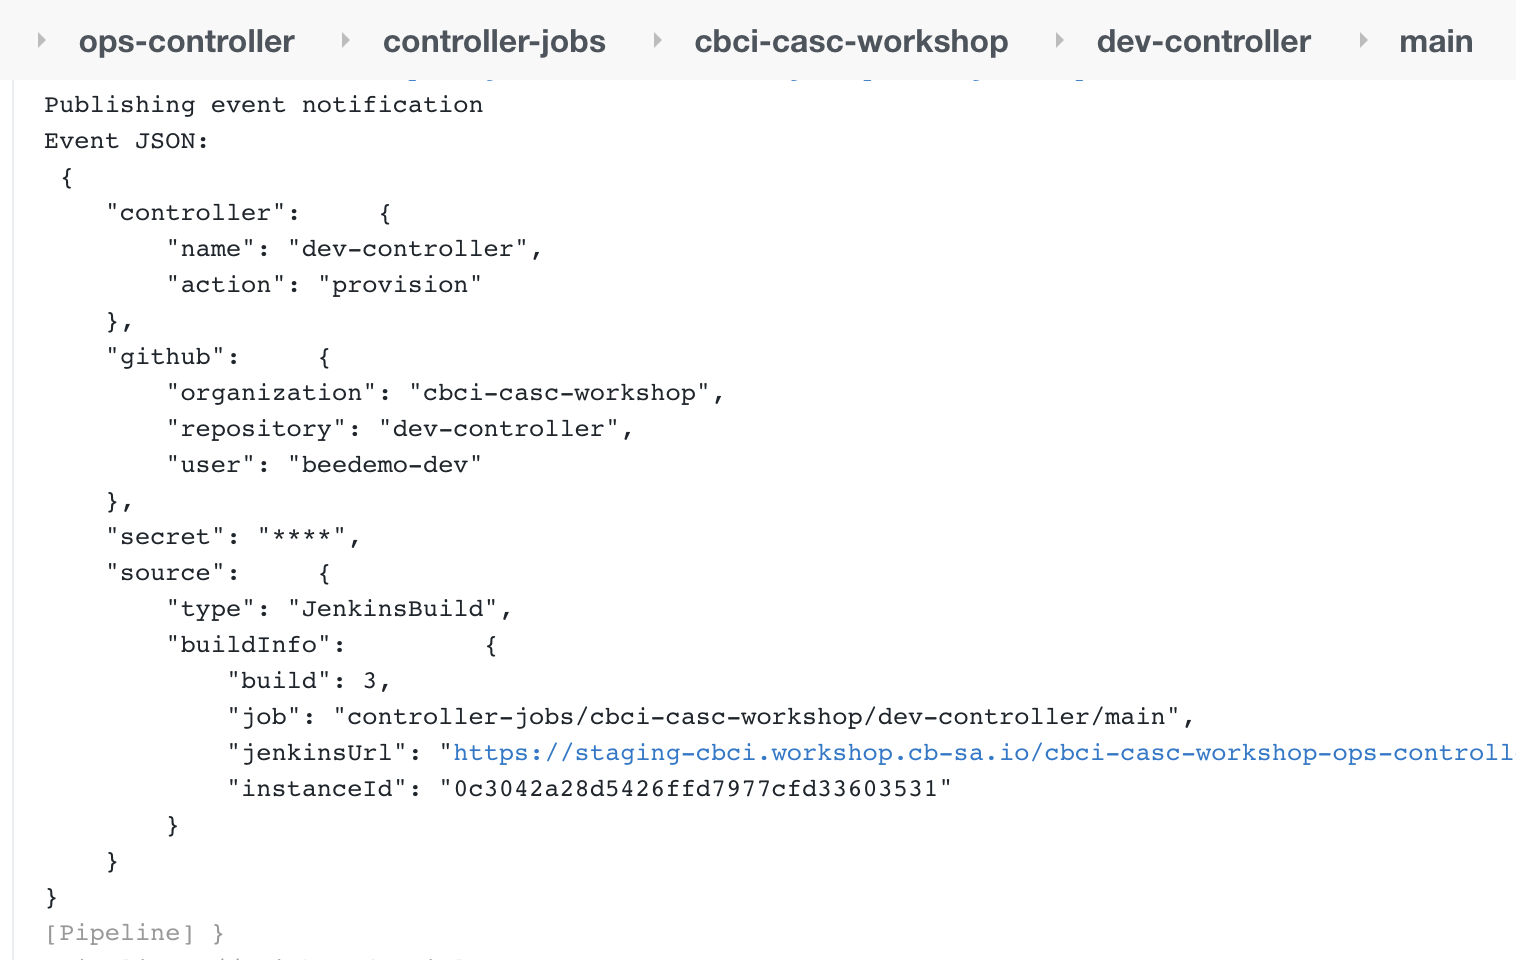 ops-controller controller-jobs cbci-casc-workshop dev-controller main
Publishing event notification
Event JSON:
{
"controller": {
"name": "dev-controller",
"action": "provision"
},
"github": {
"organization": "cbci-casc-workshop",
"repository": "dev-controller",
"user": "beedemo-dev"
},
"secret": "****",
"source": {
"type": "JenkinsBuild",
"buildInfo": {
"build": 3,
"job": "controller-jobs/cbci-casc-workshop/dev-controller/main",
"jenkinsUrl": "https://staging-cbci.workshop.cb-sa.io/cbci-casc-workshop-ops-controll
"instanceId": "0c3042a28d5426ffd7977cfd33603531"
}
}
}
[Pipeline] }